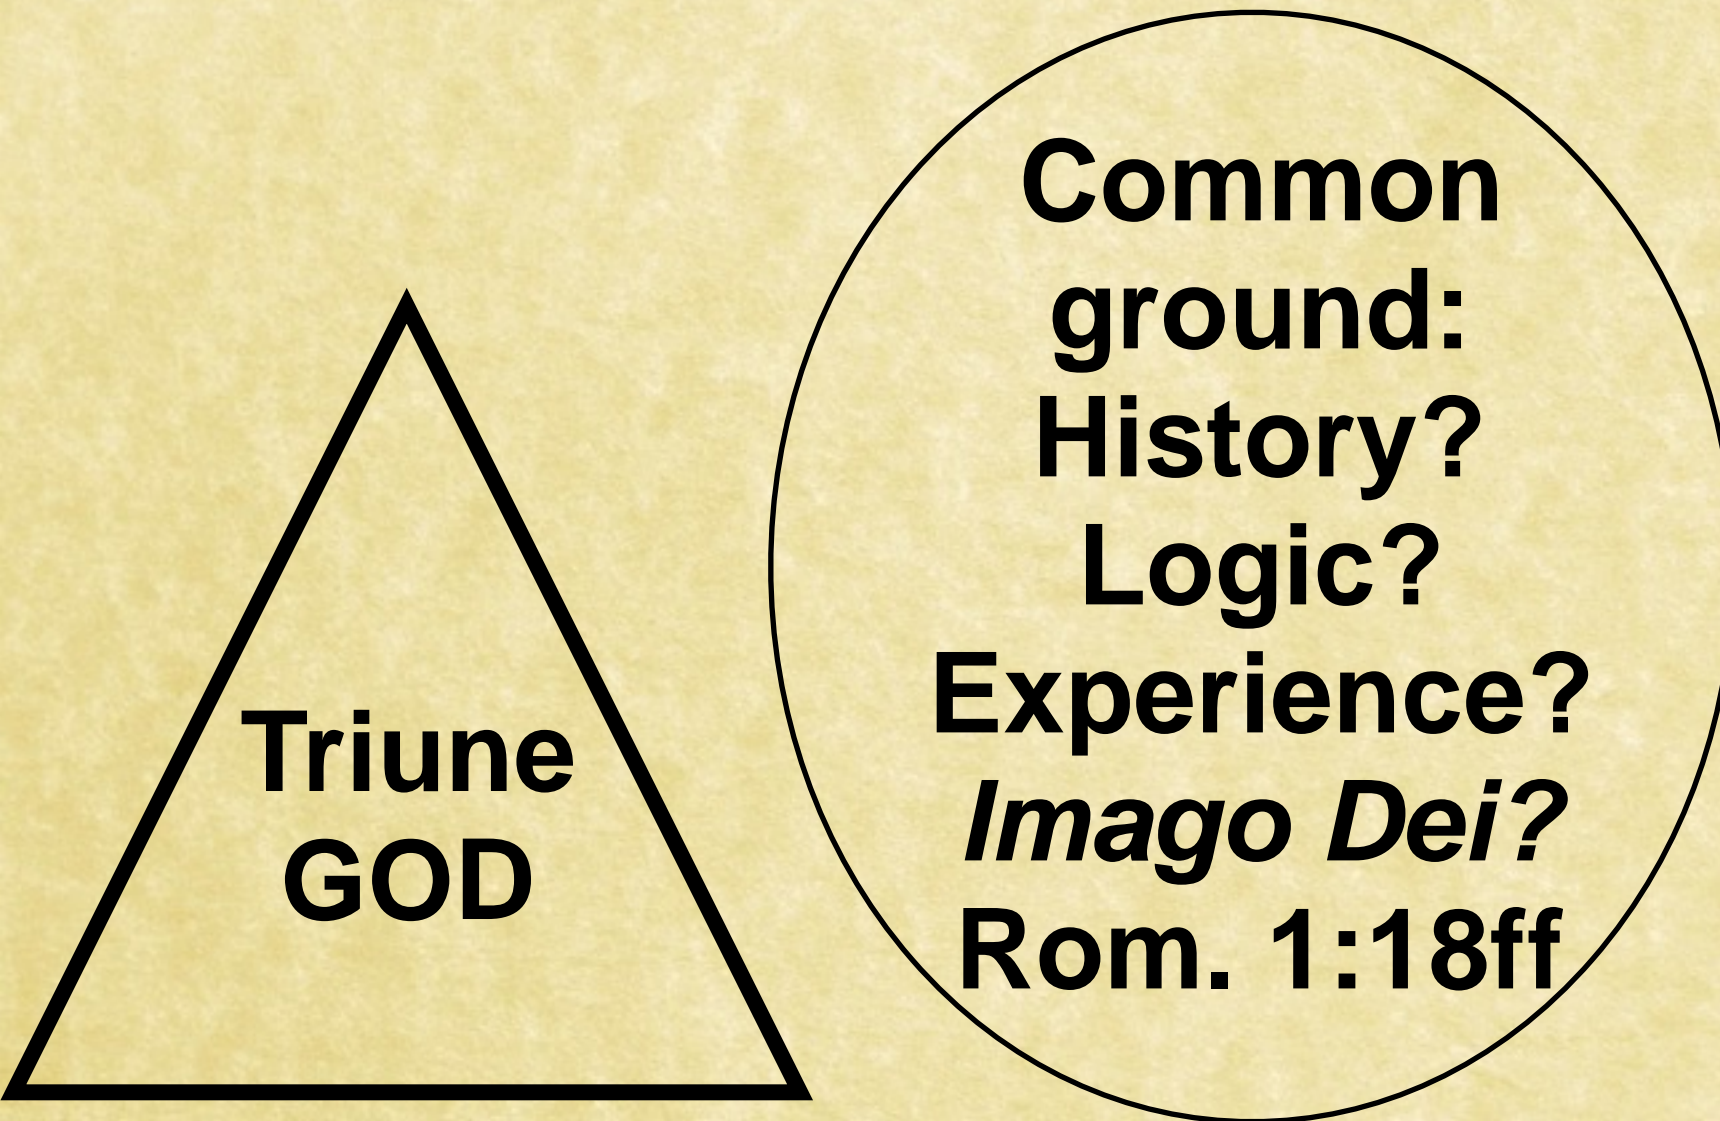 Triune
GOD
Common
ground:
History?
Logic?
Experience?
Imago Dei?
Rom. 1:18ff